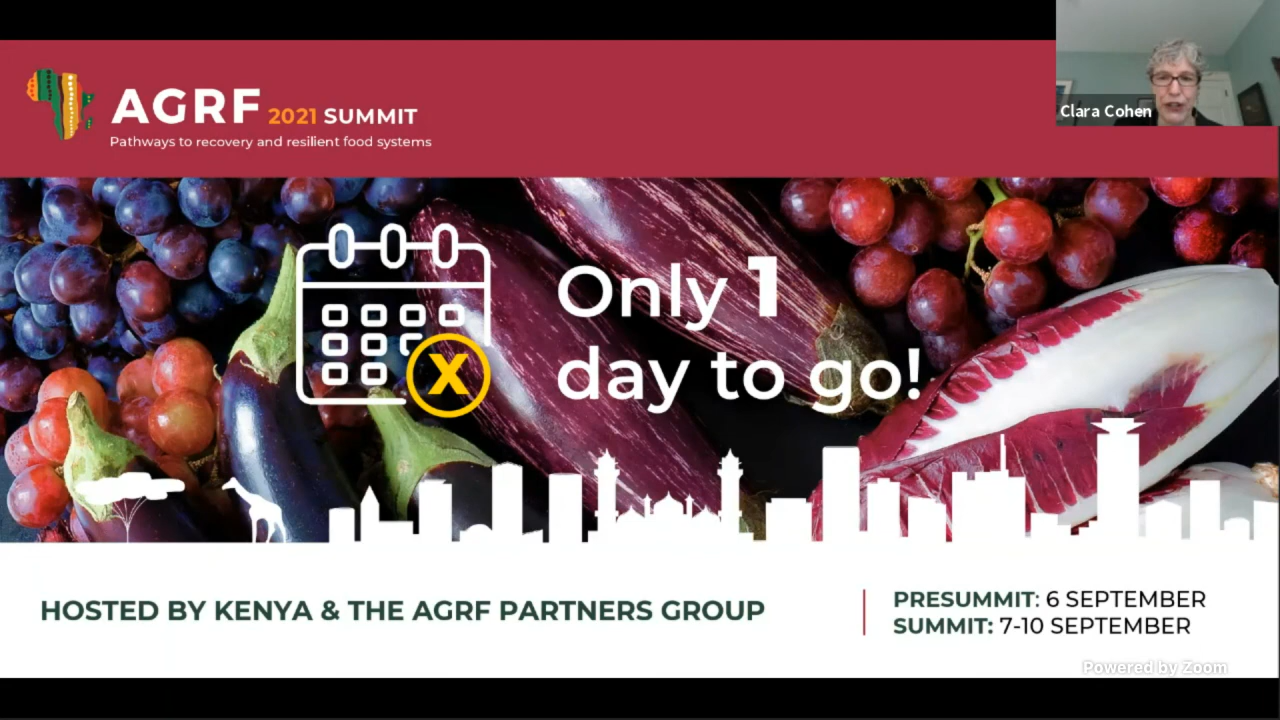 AGRF 2021 SUMMIT
Pathways to recovery and resilient food systems
Clara Cohen
Only 1
day to go!
X
HOSTED BY KENYA & THE AGRF PARTNERS GROUP
PRESUMMIT: 6 SEPTEMBER
SUMMIT: 7-10 SEPTEMBER
Powered by Zoom